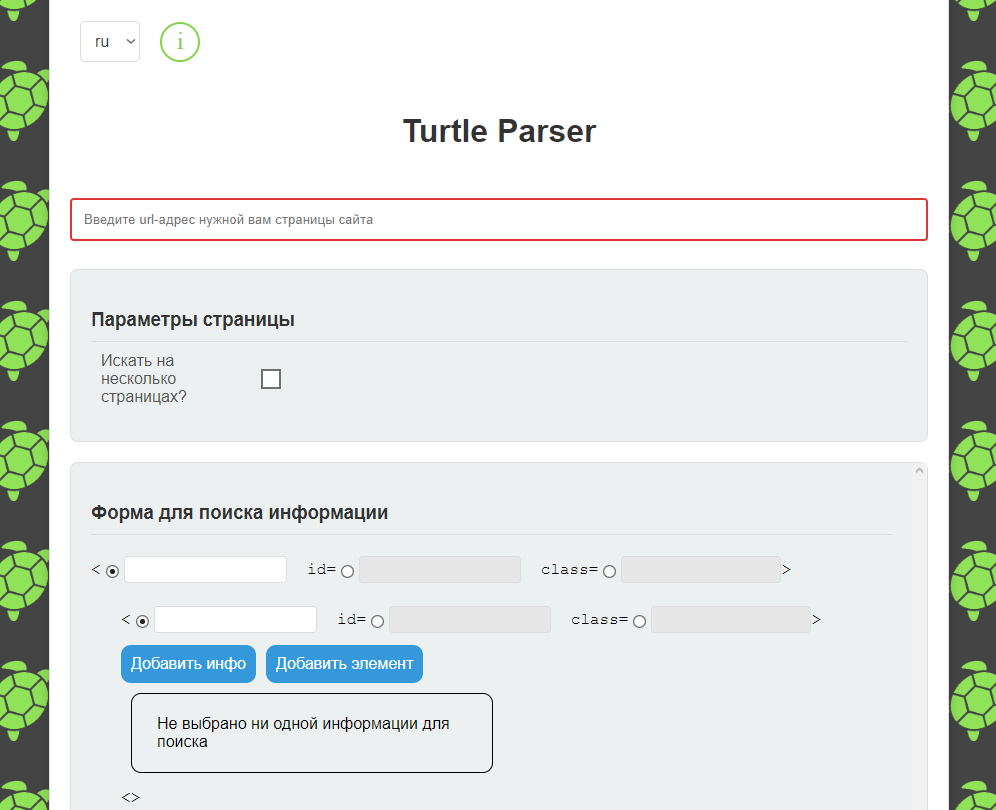 ru
i
Turtle Parser
Введите url-адрес нужной вам страницы сайта
Параметры страницы
Искать на
несколько
страницах?
Форма для поиска информации
< id= class= >
< id= class= >
Добавить инфо Добавить элемент
Не выбрано ни одной информации для
поиска
<>